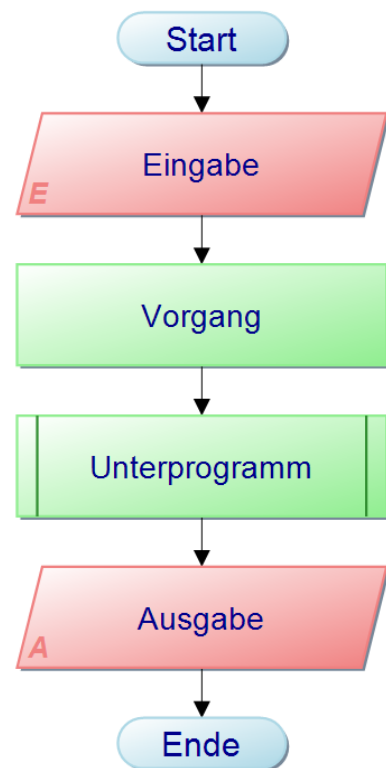 Start
Eingabe
E
Vorgang
Unterprogramm
Ausgabe
A
Ende